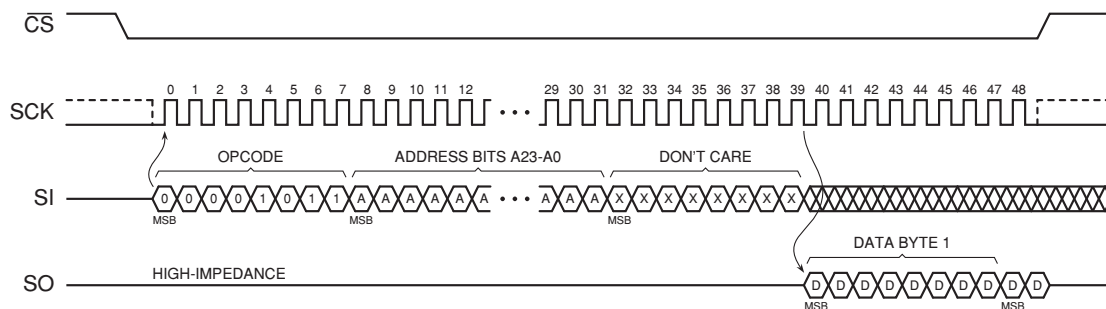 CS
0 1 2 3 4 5 6 7 8 9 10 11 12 29 30 31 32 33 34 35 36 37 38 39 40 41 42 43 44 45 46 47 48
SCK
OPCODE ADDRESS BITS A23-A0 DON'T CARE
SI 0 0 0 0 1 0 1 1 A A A A A A A A A X X X X X X X X
MSB MSB MSB
DATA BYTE 1
HIGH-IMPEDANCE
SO D D D D D D D D D D
MSB MSB